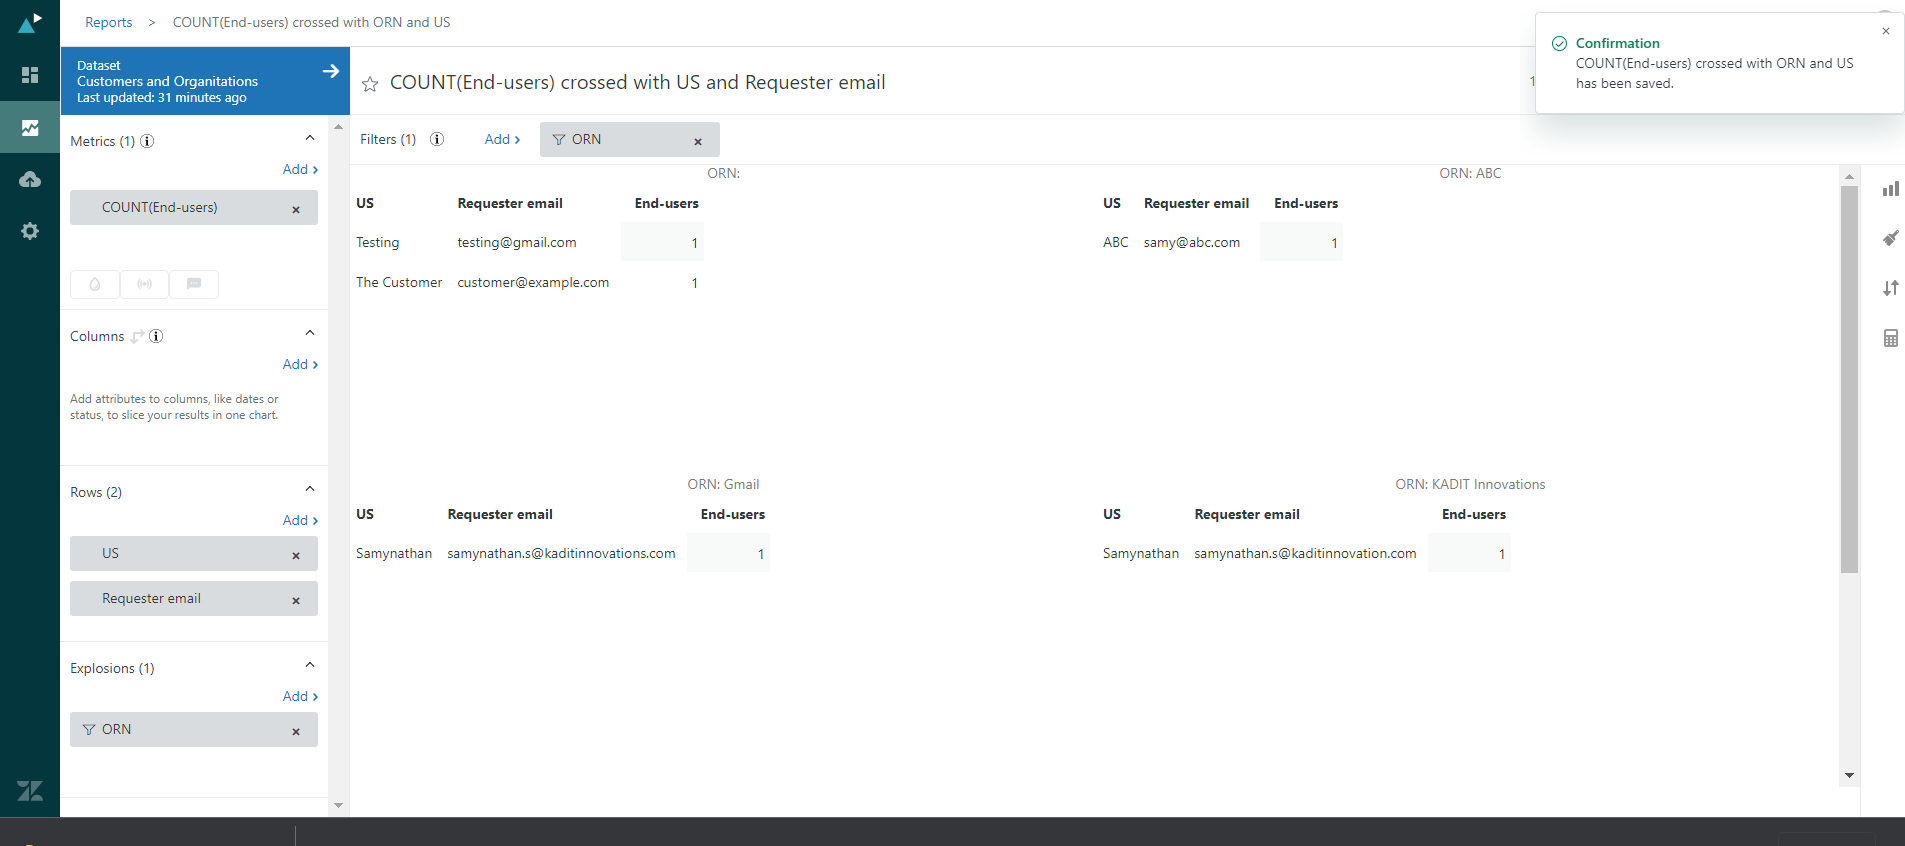 Reports > COUNT(End-users) crossed with ORN and US
Confirmation
COUNT(End-users) crossed with ORN and US
has been saved.
Dataset
Customers and Organitations
Last updated: 31 minutes ago
COUNT(End-users) crossed with US and Requester email
1
Metrics (1)
Add >
COUNT(End-users)
Columns
Add >
Add attributes to columns, like dates or
status, to slice your results in one chart.
Rows (2)
Add >
US
Requester email
Explosions (1)
Add >
ORN
Filters (1) Add > ORN
ORN:
US Requester email End-users
Testing testing@gmail.com 1
The Customer customer@example.com 1
ORN: ABC
US Requester email End-users
ABC samy@abc.com 1
ORN: Gmail
US Requester email End-users
Samynathan samynathan.s@kaditinnovations.com 1
ORN: KADIT Innovations
US Requester email End-users
Samynathan samynathan.s@kaditinnovation.com 1